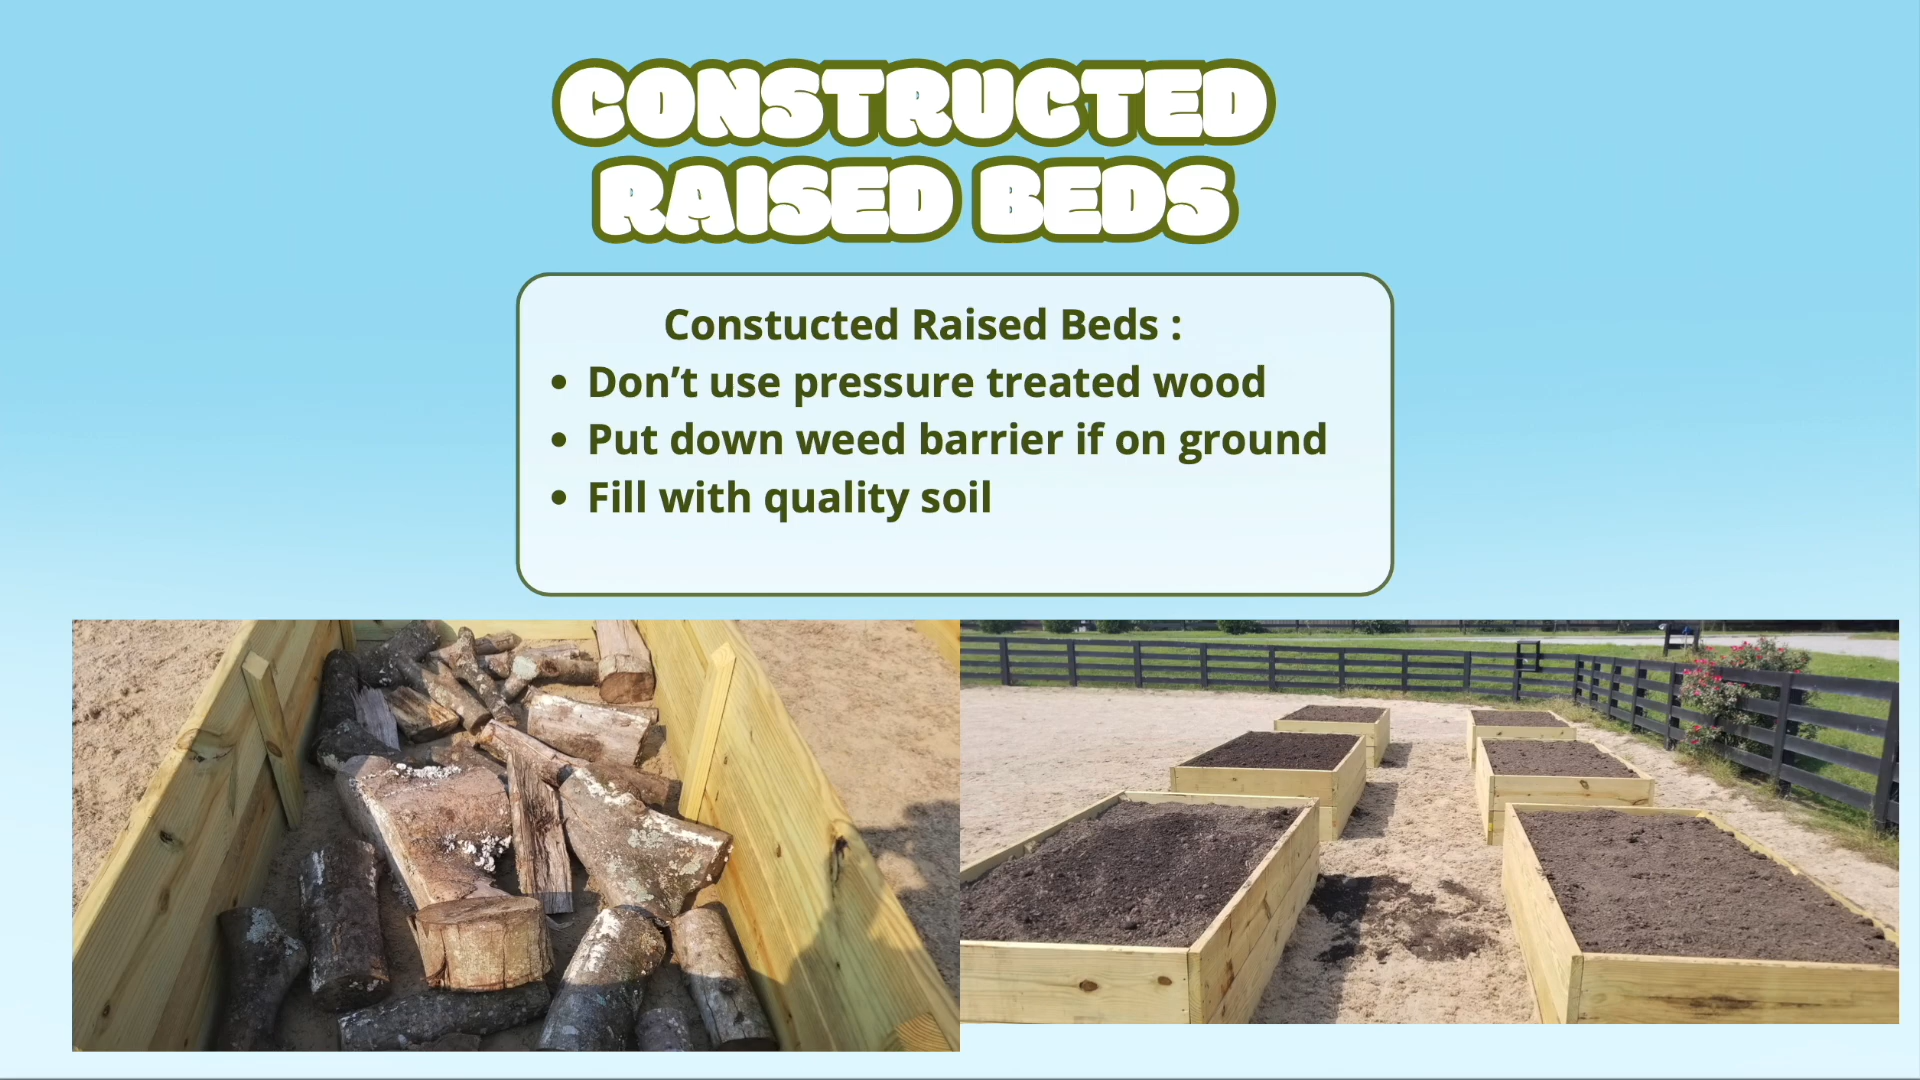 CONSTRUCTED
RAISED BEDS
Constucted Raised Beds :
• Don’t use pressure treated wood
• Put down weed barrier if on ground
• Fill with quality soil